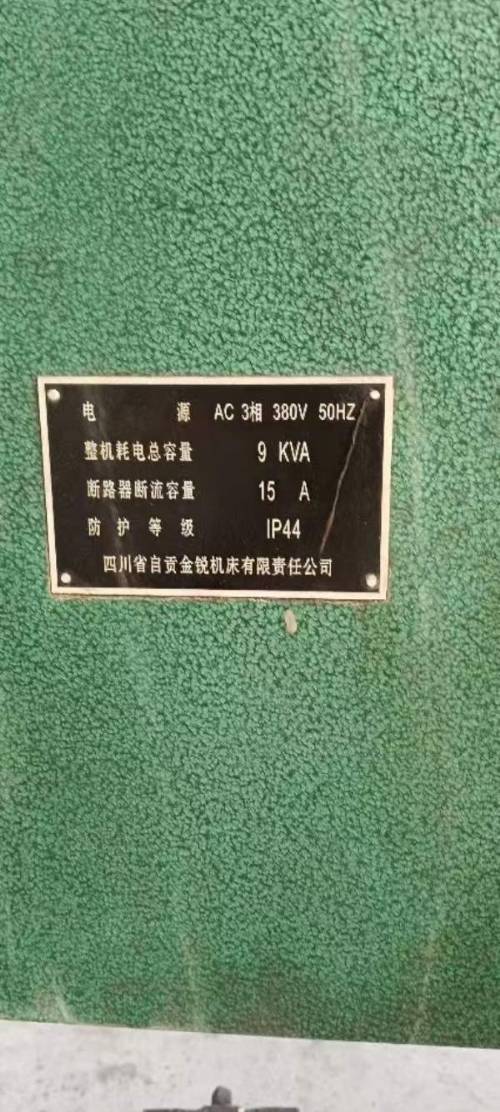 电 源 AC 3相 380V 50HZ
整机耗电总容量 9 KVA
断路器断流容量 15 A
防护等级 IP44
四川省自贡金锐机床有限责任公司